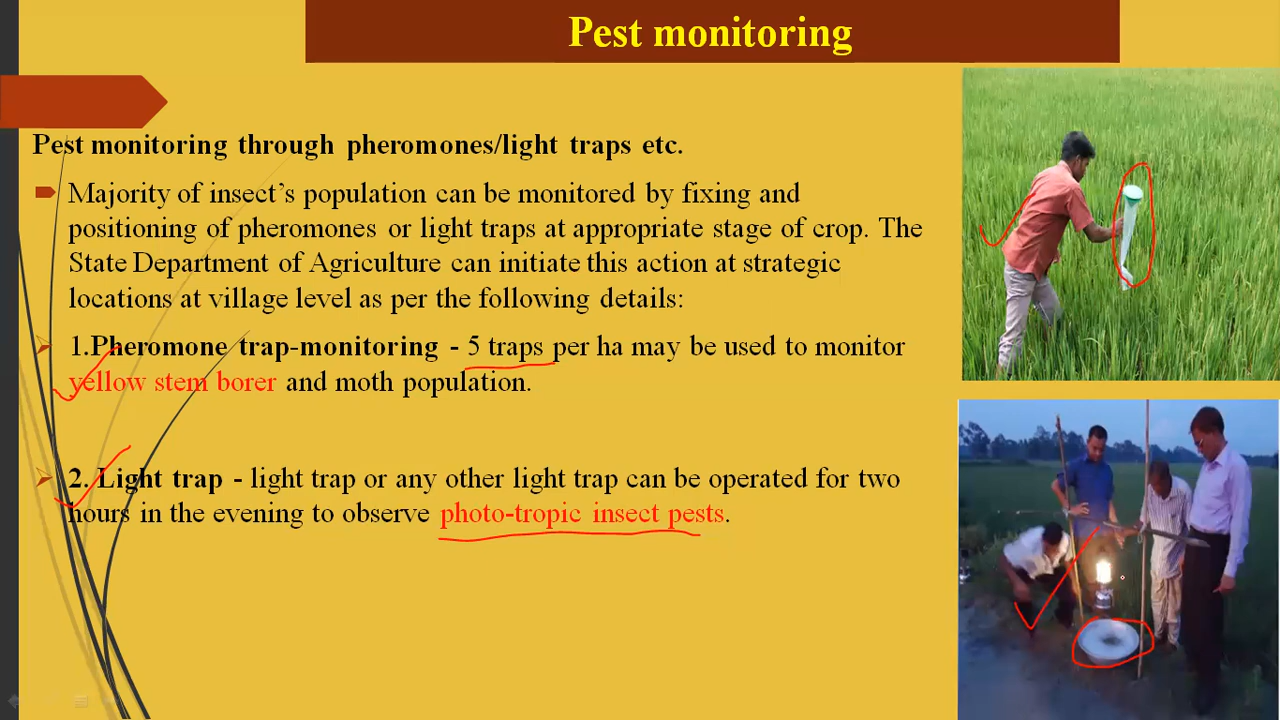 Pest monitoring
Pest monitoring through pheromones/light traps etc.
Majority of insect’s population can be monitored by fixing and
positioning of pheromones or light traps at appropriate stage of crop. The
State Department of Agriculture can initiate this action at strategic
locations at village level as per the following details:
1.Pheromone trap-monitoring - 5 traps per ha may be used to monitor
yellow stem borer and moth population.
2. Light trap - light trap or any other light trap can be operated for two
hours in the evening to observe photo-tropic insect pests.